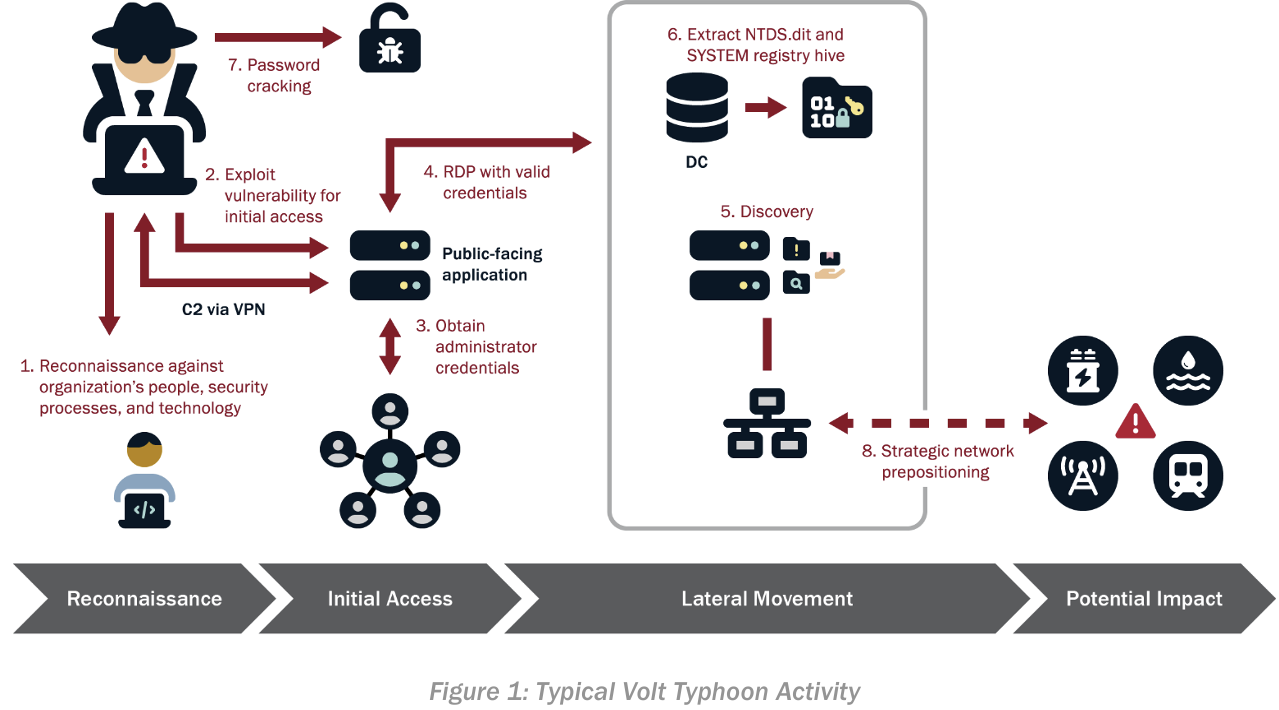 6. Extract NTDS.dit and
SYSTEM registry hive
7. Password
cracking
01
10
DC
2. Exploit
vulnerability for
initial access
4. RDP with valid
credentials
5. Discovery
Public-facing
application
C2 via VPN
3. Obtain
administrator
credentials
1. Reconnaissance against
organization's people, security
processes, and technology
</>
8. Strategic network
prepositioning
Reconnaissance
Initial Access
Lateral Movement
Potential Impact
Figure 1: Typical Volt Typhoon Activity